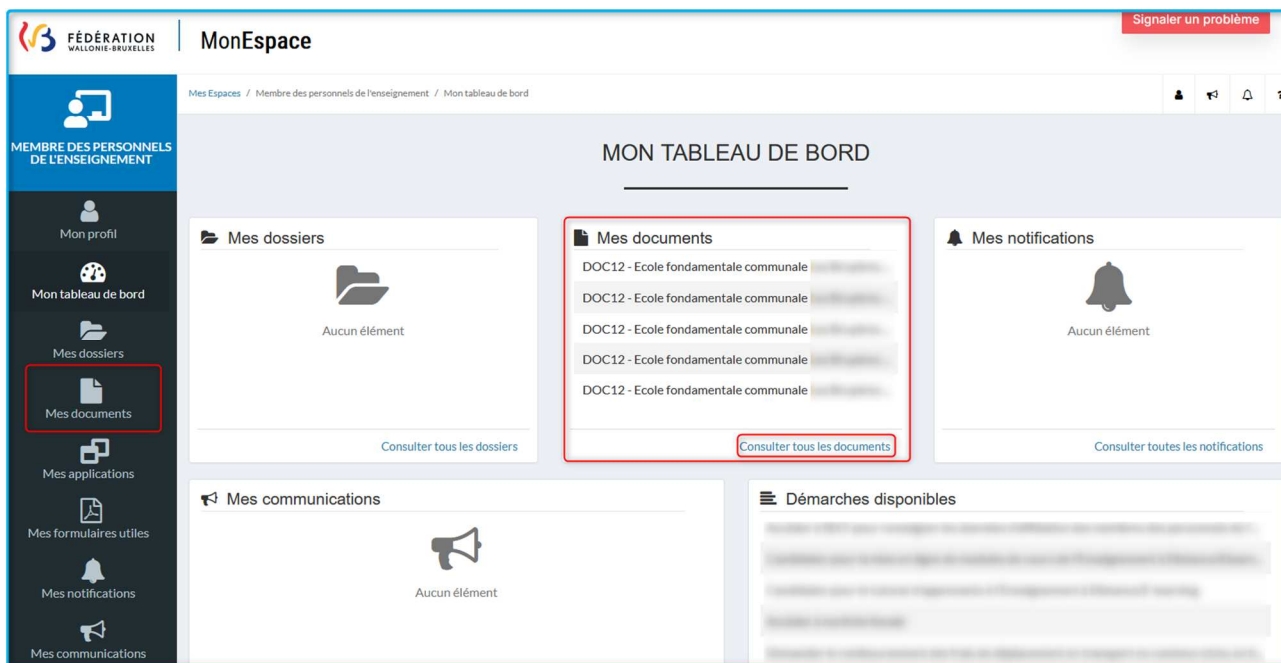 FÉDÉRATION
WALLONIE-BRUXELLES
MonEspace
Signaler un problème
MEMBRE DES PERSONNELS
DE L'ENSEIGNEMENT
Mes Espaces / Membre des personnels de l'enseignement / Mon tableau de bord
MON TABLEAU DE BORD
Mon profil
Mon tableau de bord
Mes dossiers
Mes documents
Mes applications
Mes formulaires utiles
Mes notifications
Mes communications
Mes dossiers
Aucun élément
Consulter tous les dossiers
Mes documents
DOC12 - Ecole fondamentale communale
DOC12 - Ecole fondamentale communale
DOC12 - Ecole fondamentale communale
DOC12 - Ecole fondamentale communale
DOC12 - Ecole fondamentale communale
Consulter tous les documents
Mes notifications
Aucun élément
Consulter toutes les notifications
Mes communications
Aucun élément
Démarches disponibles